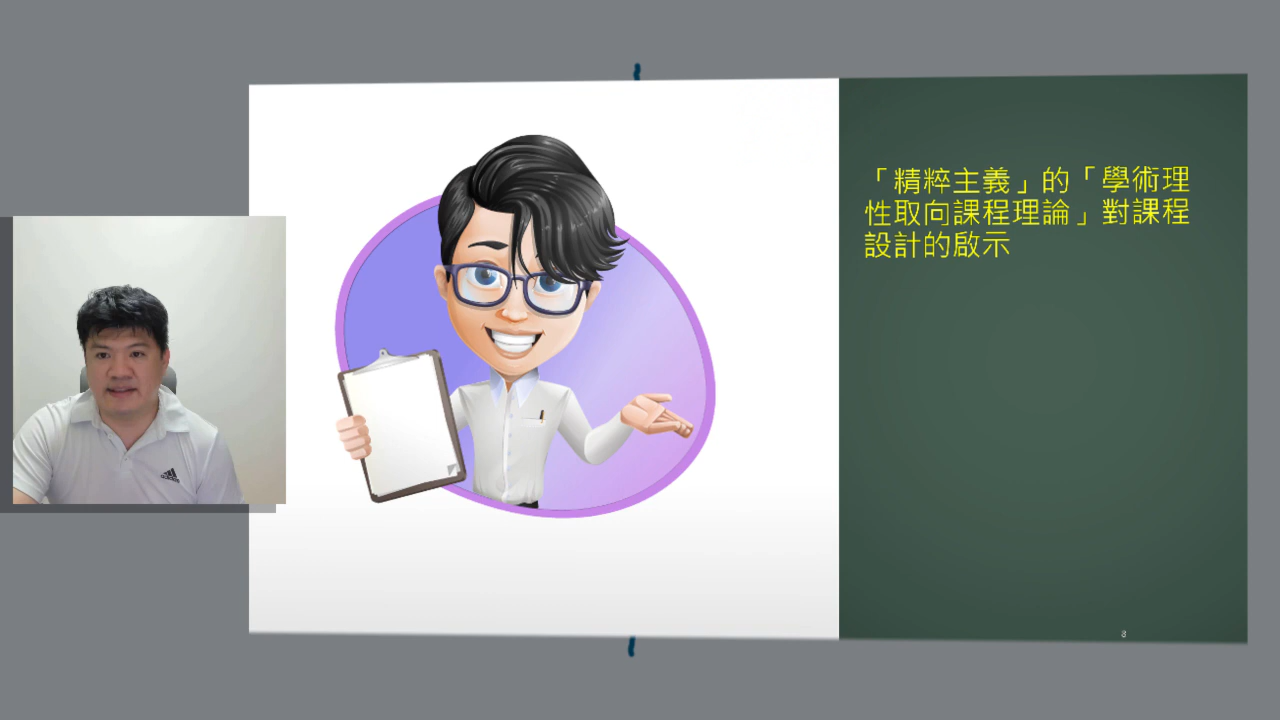 「精粹主義」的「學術理
性取向課程理論」對課程
設計的啟示
3